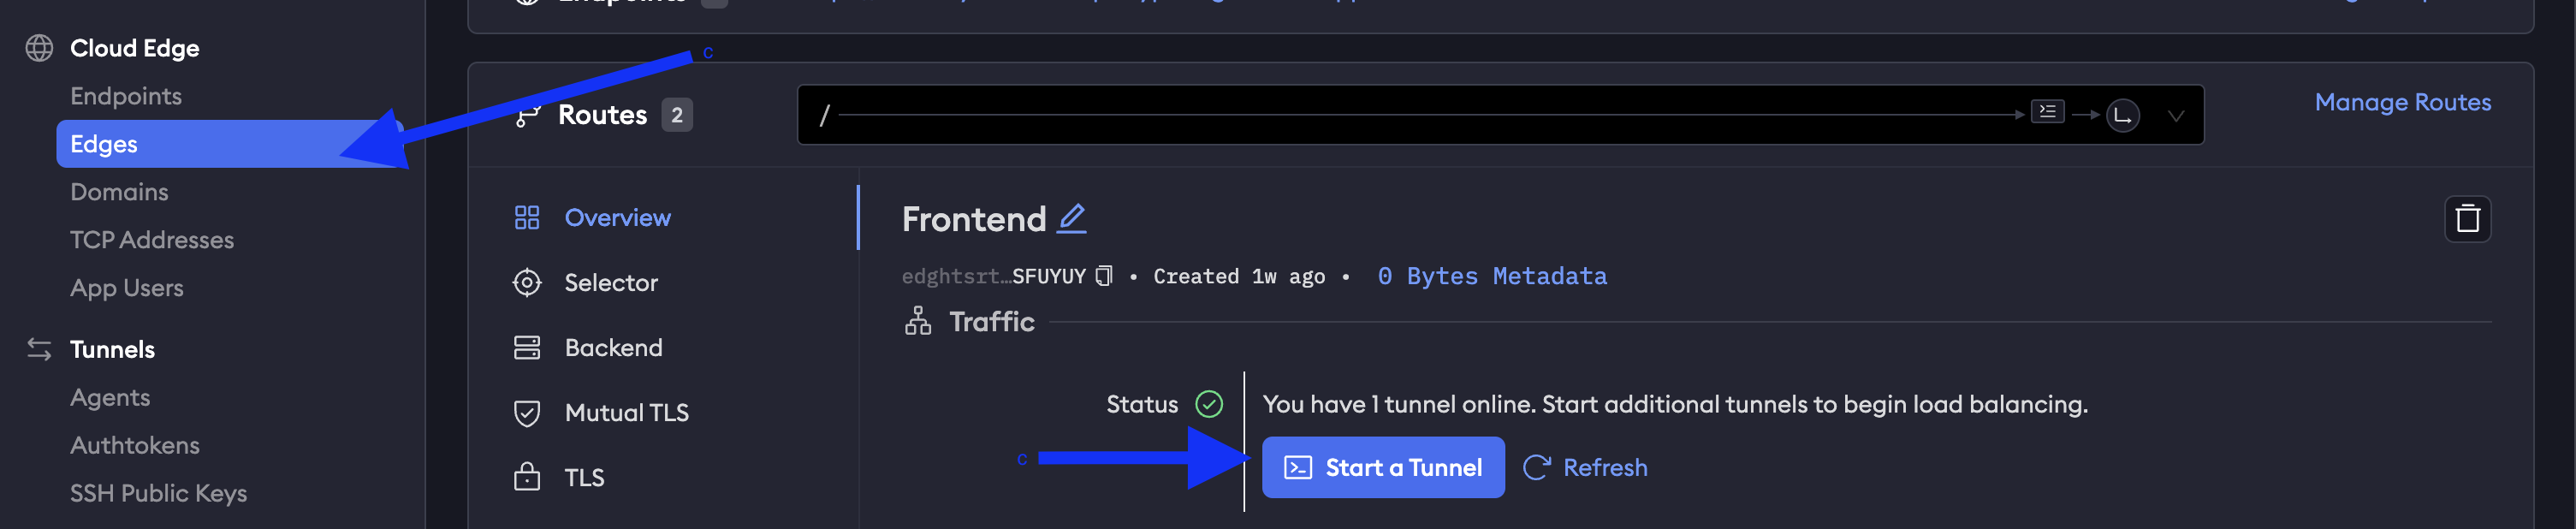 Cloud Edge
Endpoints
Edges
Domains
TCP Addresses
App Users
Tunnels
Agents
Authtokens
SSH Public Keys
Endpoints
c
Routes 2
/
Manage Routes
Overview
Selector
Backend
Mutual TLS
TLS
Frontend
edghtsrt…SFUYUY • Created 1w ago • 0 Bytes Metadata
Traffic
Status
You have 1 tunnel online. Start additional tunnels to begin load balancing.
c
Start a Tunnel
Refresh